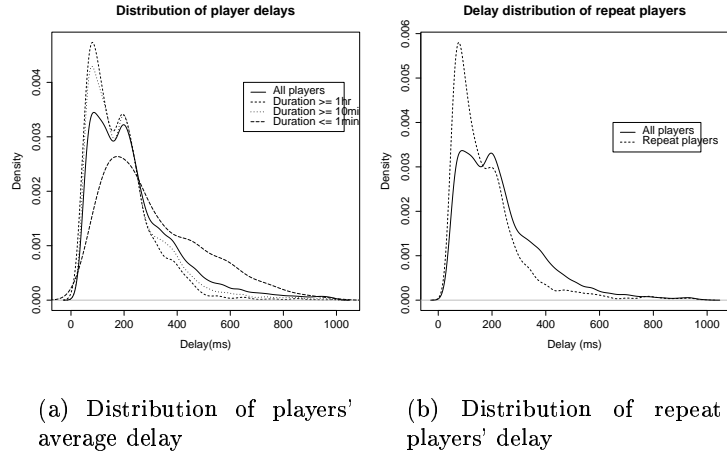 Distribution of player delays
Density
0.000
0.001
0.002
0.003
0.004
All players
Duration >= 1hr
Duration >= 10min
Duration <= 1min
0
200
400
600
800
1000
Delay(ms)
Delay distribution of repeat players
Density
0.000
0.001
0.002
0.003
0.004
0.005
0.006
All players
Repeat players
0
200
400
600
800
1000
Delay (ms)
(a) Distribution of players'
average delay
(b) Distribution of repeat
players' delay